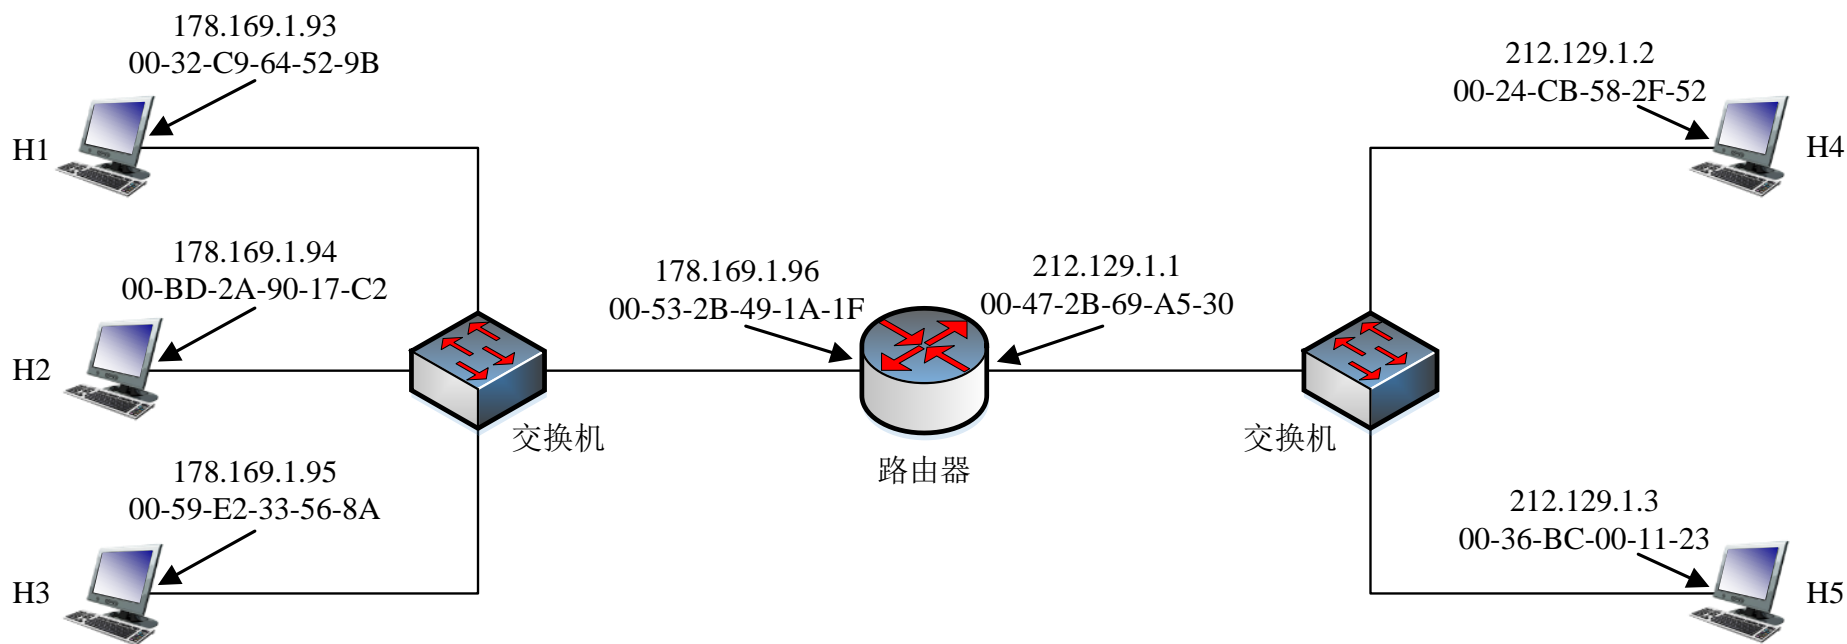 178.169.1.93
00-32-C9-64-52-9B
H1
212.129.1.2
00-24-CB-58-2F-52
H4
178.169.1.94
00-BD-2A-90-17-C2
H2
178.169.1.96
00-53-2B-49-1A-1F
212.129.1.1
00-47-2B-69-A5-30
交换机
路由器
交换机
178.169.1.95
00-59-E2-33-56-8A
H3
212.129.1.3
00-36-BC-00-11-23
H5